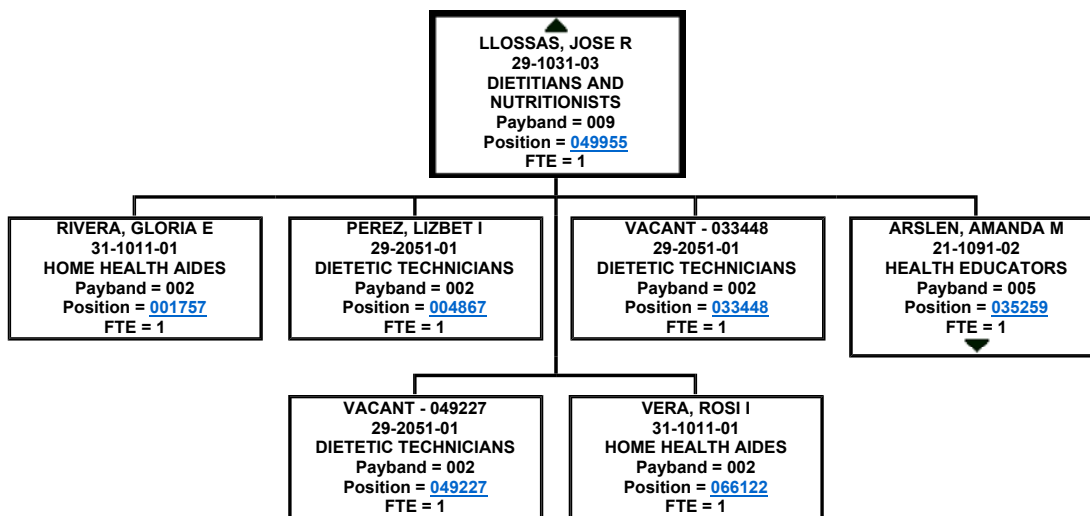 LLOSSAS, JOSE R
29-1031-03
DIETITIANS AND
NUTRITIONISTS
Payband = 009
Position = 049955
FTE = 1
RIVERA, GLORIA E
31-1011-01
HOME HEALTH AIDES
Payband = 002
Position = 001757
FTE = 1
PEREZ, LIZBET I
29-2051-01
DIETETIC TECHNICIANS
Payband = 002
Position = 004867
FTE = 1
VACANT - 033448
29-2051-01
DIETETIC TECHNICIANS
Payband = 002
Position = 033448
FTE = 1
ARSLEN, AMANDA M
21-1091-02
HEALTH EDUCATORS
Payband = 005
Position = 035259
FTE = 1
VACANT - 049227
29-2051-01
DIETETIC TECHNICIANS
Payband = 002
Position = 049227
FTE = 1
VERA, ROSI I
31-1011-01
HOME HEALTH AIDES
Payband = 002
Position = 066122
FTE = 1